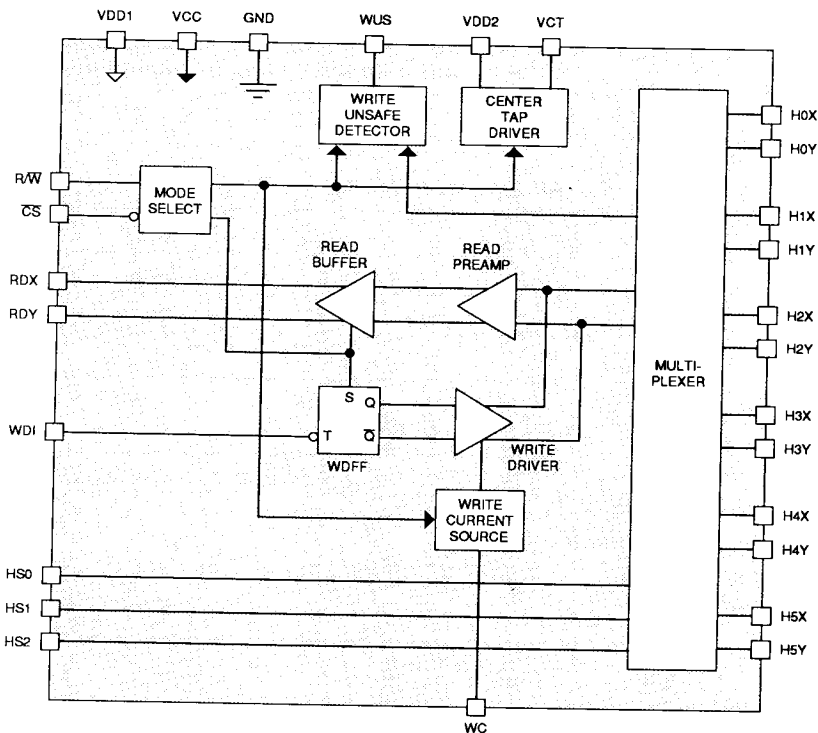 VDD1
VCC
GND
WUS
VDD2
VCT
WRITE
UNSAFE
DETECTOR
CENTER
TAP
DRIVER
H0X
H0Y
R/W̅
C̅S̅
MODE
SELECT
H1X
H1Y
READ
BUFFER
READ
PREAMP
RDX
RDY
H2X
H2Y
MULTI-
PLEXER
S
Q
T
Q̅
WDFF
WDI
WRITE
DRIVER
H3X
H3Y
WRITE
CURRENT
SOURCE
H4X
H4Y
HS0
HS1
HS2
H5X
H5Y
WC